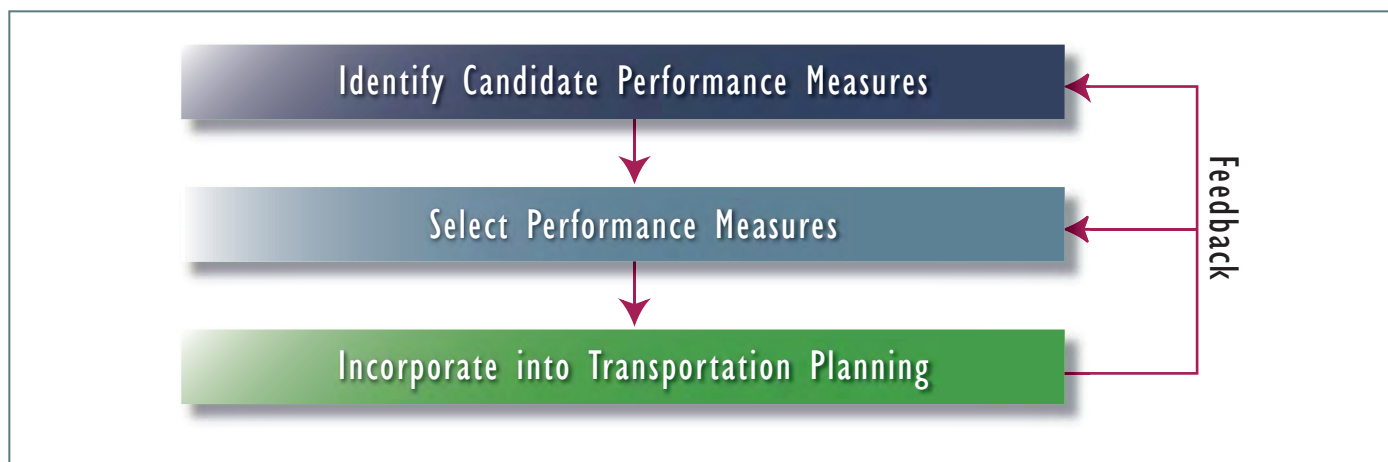 Identify Candidate Performance Measures
Select Performance Measures
Incorporate into Transportation Planning
Feedback